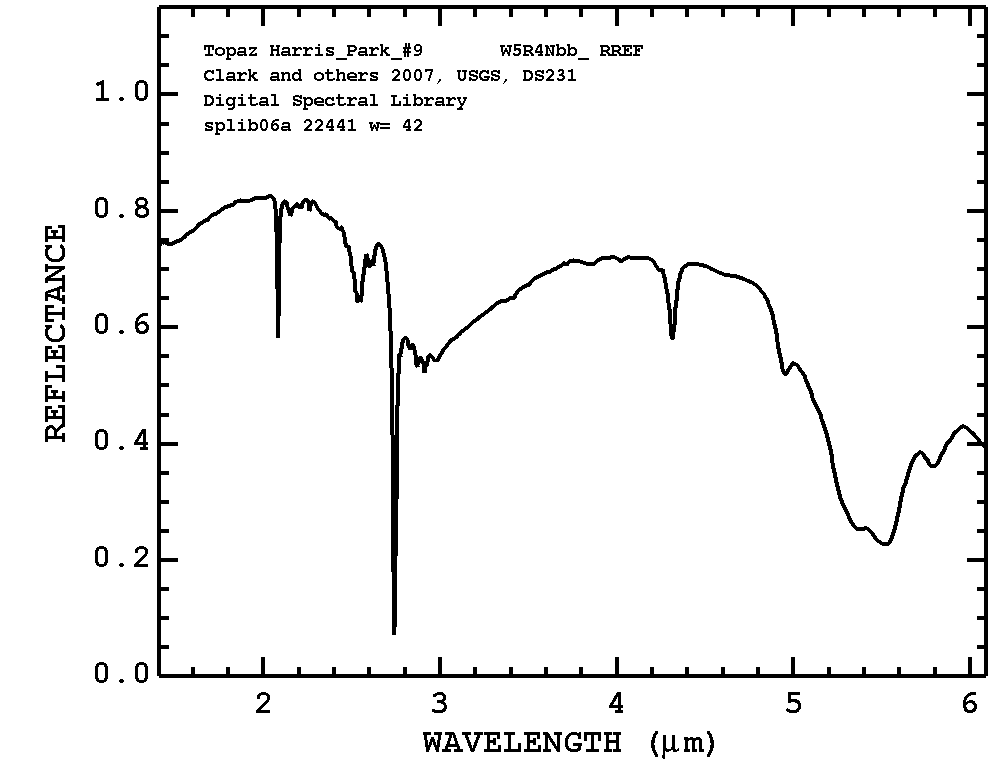 Topaz Harris_Park_#9 W5R4Nbb_ RREF
Clark and others 2007, USGS, DS231
Digital Spectral Library
splib06a 22441 w= 42
1.0
0.8
0.6
0.4
0.2
0.0
REFLECTANCE
2 3 4 5 6
WAVELENGTH (μm)